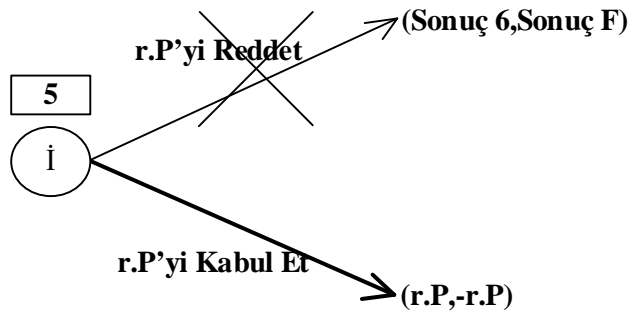 (Sonuç 6,Sonuç F)
r.P’yi Reddet
5
İ
r.P’yi Kabul Et
(r.P,-r.P)